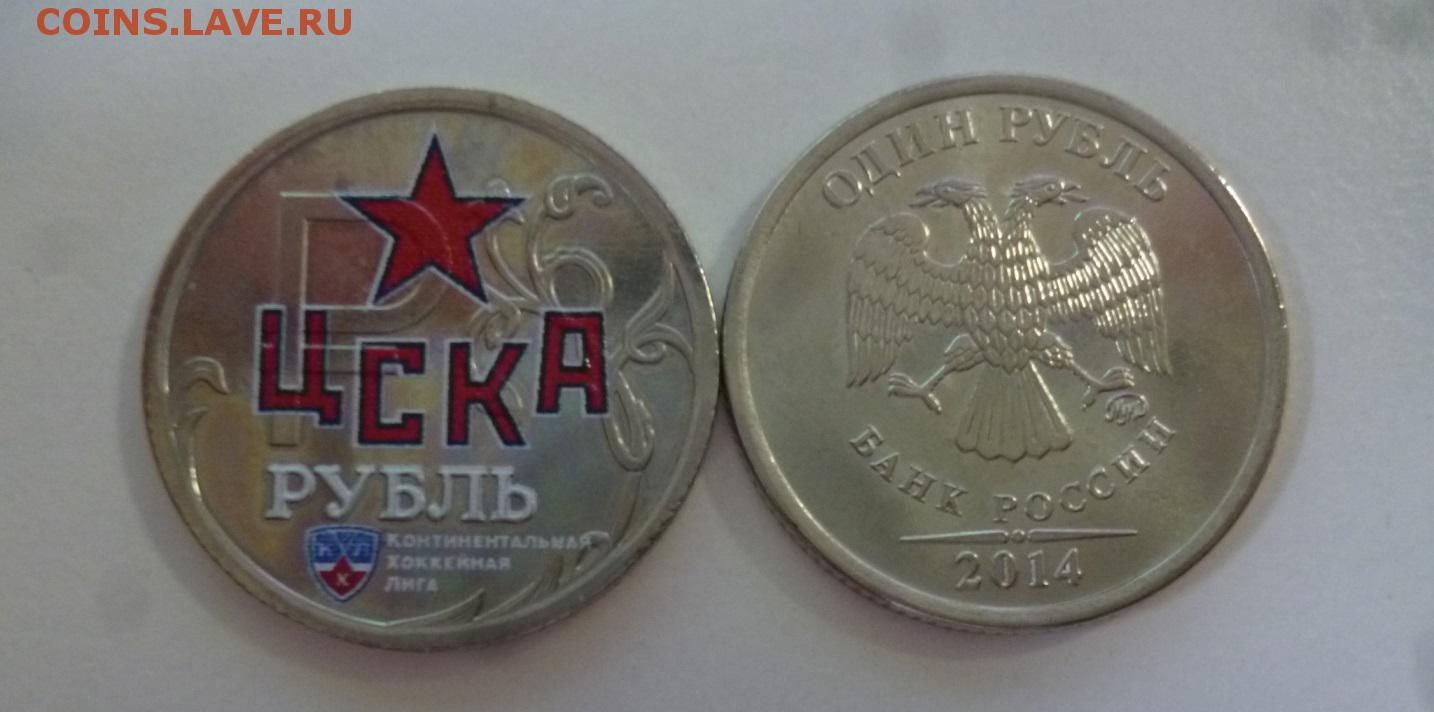 COINS.LAVE.RU
ЦСКА
РУБЛЬ
КХЛ
КОНТИНЕНТАЛЬНАЯ
ХОККЕЙНАЯ
ЛИГА
ОДИН РУБЛЬ
БАНК РОССИИ
2014